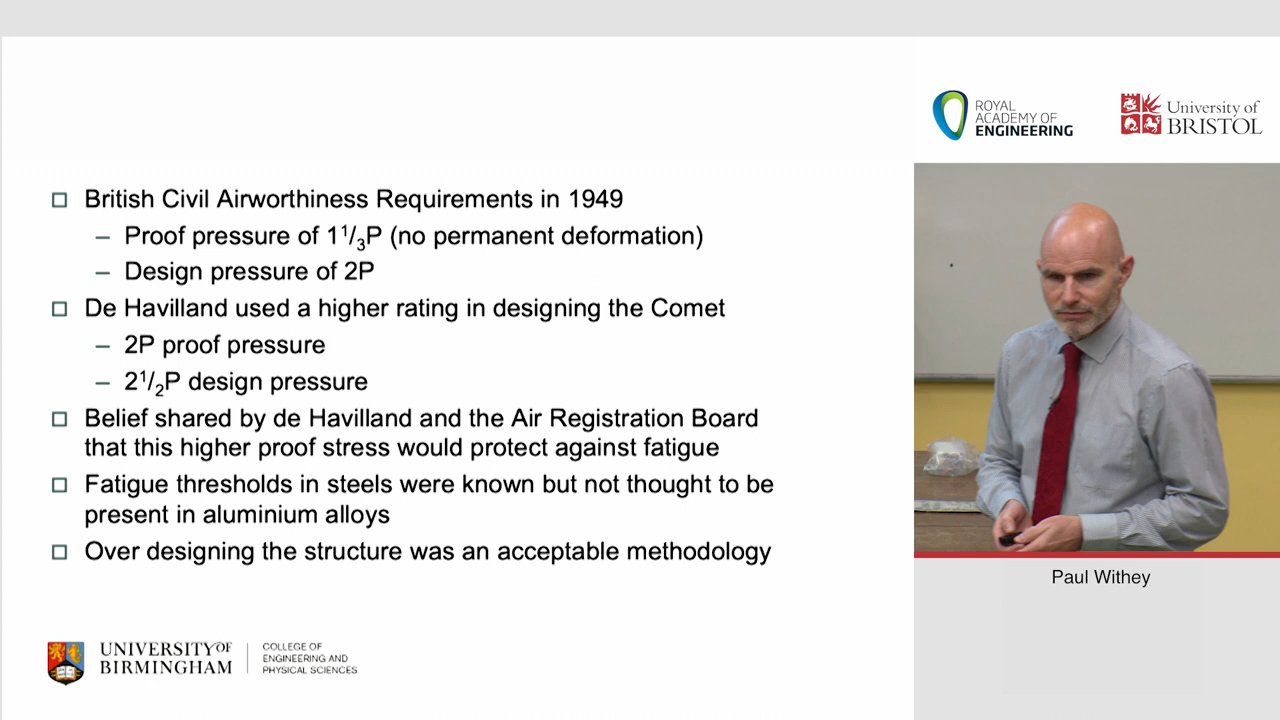 ROYAL
ACADEMY OF
ENGINEERING
University of
BRISTOL
British Civil Airworthiness Requirements in 1949
– Proof pressure of 1¹/₃P (no permanent deformation)
– Design pressure of 2P
De Havilland used a higher rating in designing the Comet
– 2P proof pressure
– 2¹/₂P design pressure
Belief shared by de Havilland and the Air Registration Board
that this higher proof stress would protect against fatigue
Fatigue thresholds in steels were known but not thought to be
present in aluminium alloys
Over designing the structure was an acceptable methodology
Paul Withey
UNIVERSITY OF
BIRMINGHAM
COLLEGE OF
ENGINEERING AND
PHYSICAL SCIENCES